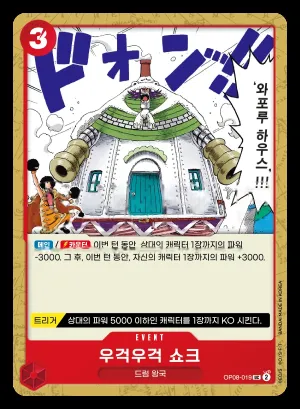 3
ドォン!!
'와포루 하우스'!!!
메인 / 카운터 이번 턴 동안, 상대의 캐릭터 1장까지의 파워
-3000. 그 후, 이번 턴 동안, 자신의 캐릭터 1장까지의 파워 +3000.
트리거 상대의 파워 5000 이하인 캐릭터를 1장까지 KO 시킨다.
EVENT
우걱우걱 쇼크
드럼 왕국
OP08-019 UC 2